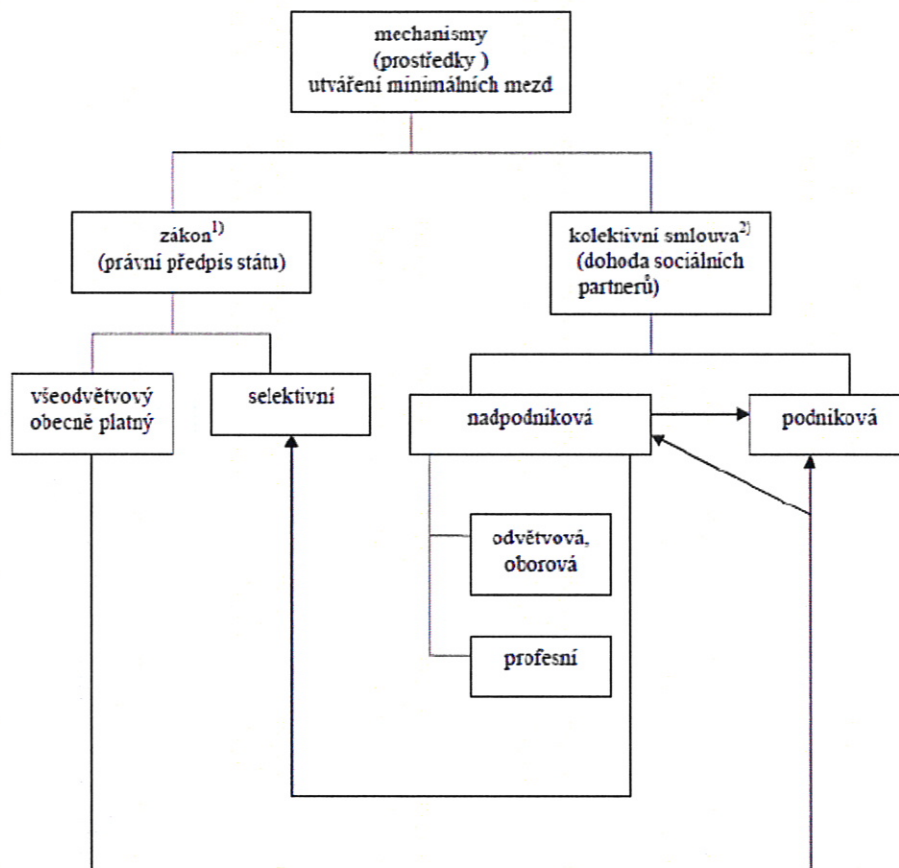 mechanismy
(prostředky )
utváření minimálních mezd
zákon1)
(právní předpis státu)
kolektivní smlouva2)
(dohoda sociálních
partnerů)
všeodvětvový
obecně platný
selektivní
nadpodniková
podniková
odvětvová,
oborová
profesní